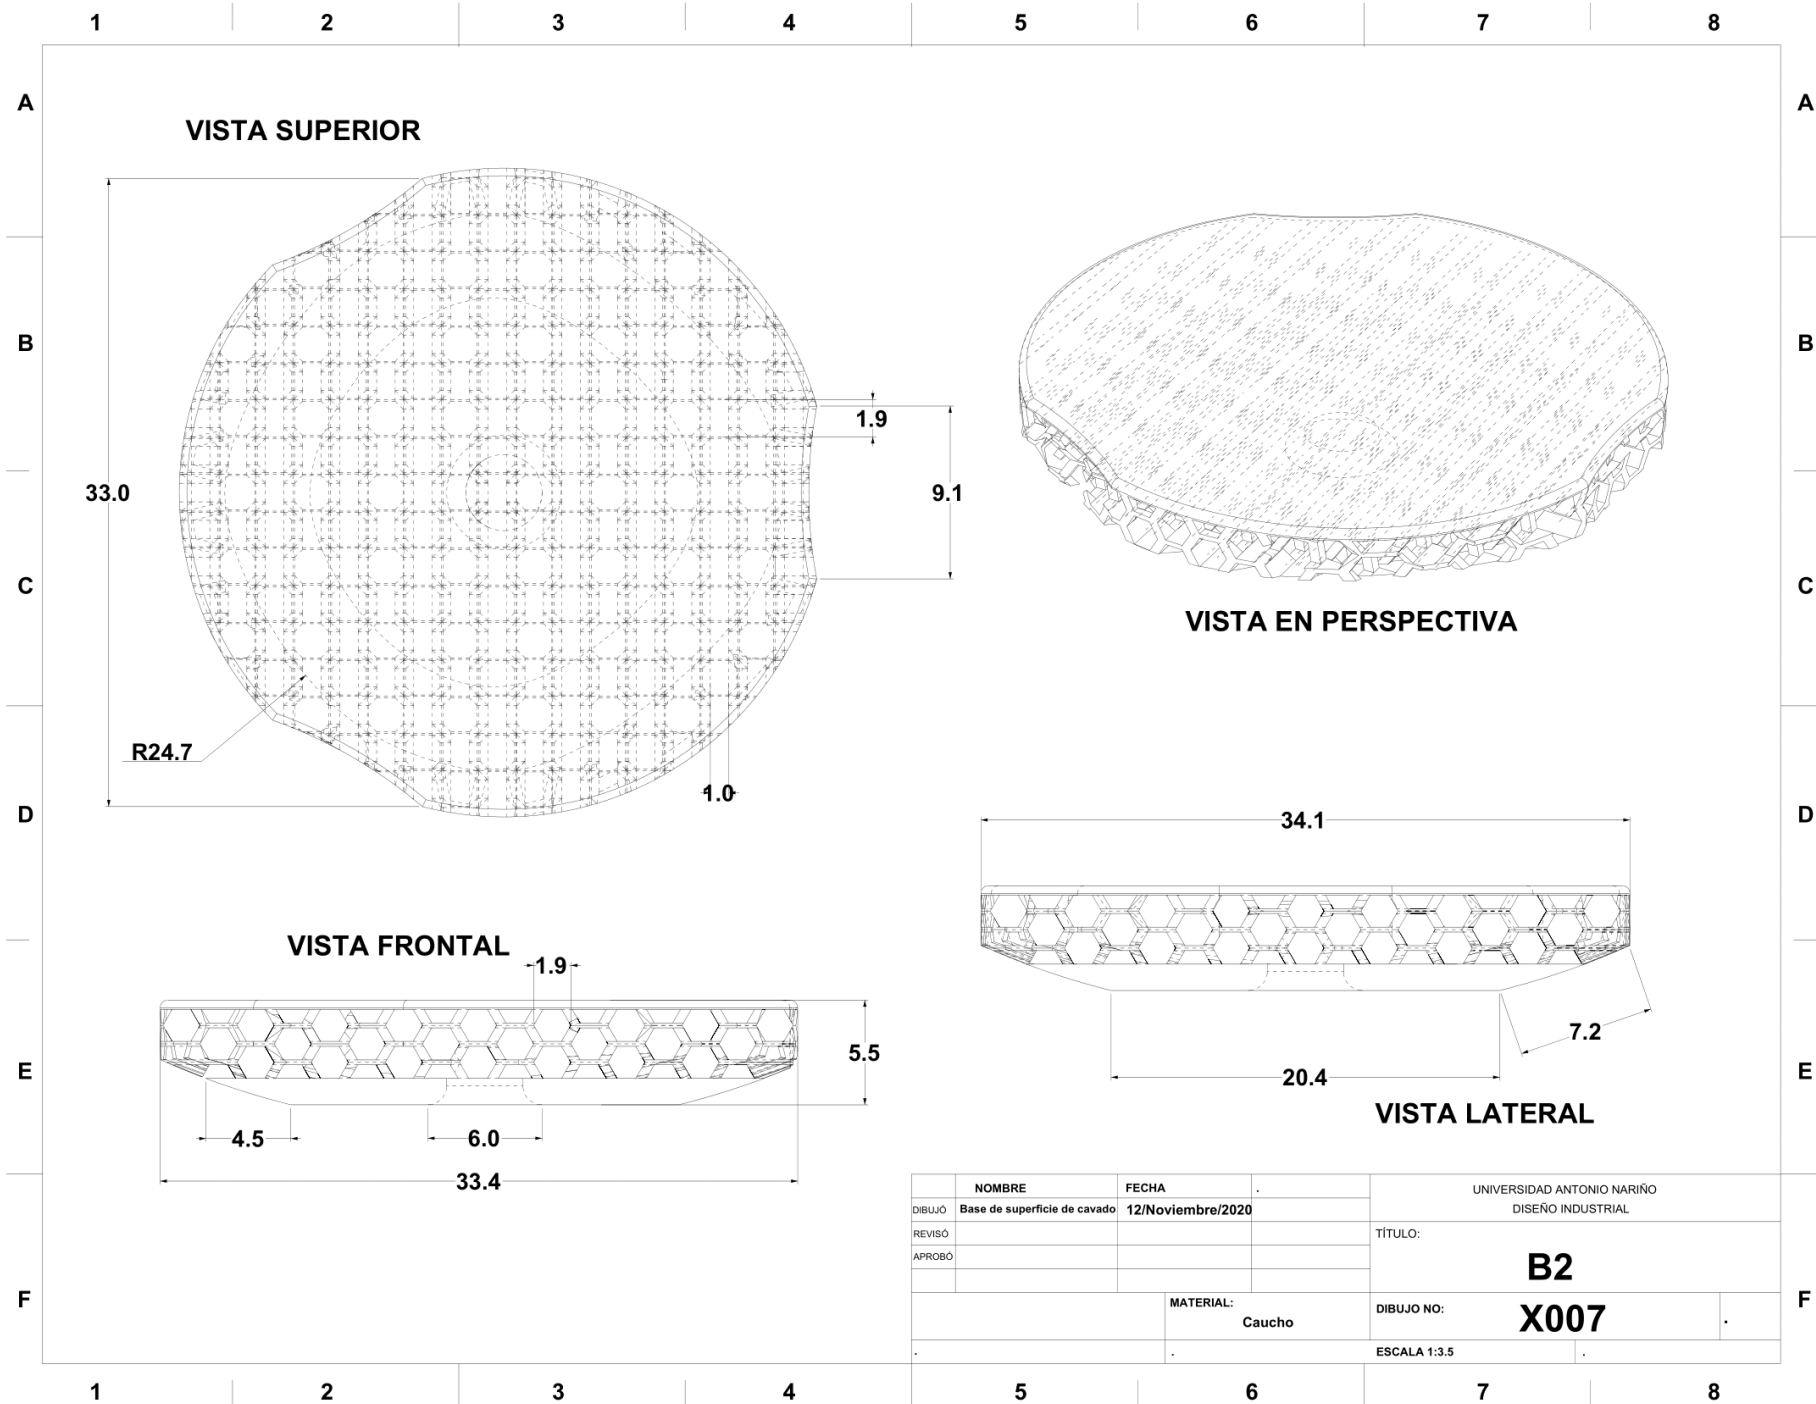 1 2 3 4 5 6 7 8
A A
VISTA SUPERIOR
B B
1.9
33.0
9.1
C C
VISTA EN PERSPECTIVA
R24.7
1.0
D D
34.1
VISTA FRONTAL
1.9
7.2
5.5
E E
20.4
VISTA LATERAL
4.5 6.0
33.4
NOMBRE FECHA .
UNIVERSIDAD ANTONIO NARIÑO
DISEÑO INDUSTRIAL
DIBUJÓ Base de superficie de cavado 12/Noviembre/2020
REVISÓ
TÍTULO:
APROBÓ
B2
F F
MATERIAL:
Caucho
DIBUJO NO: X007 .
. . ESCALA 1:3.5 .
1 2 3 4 5 6 7 8